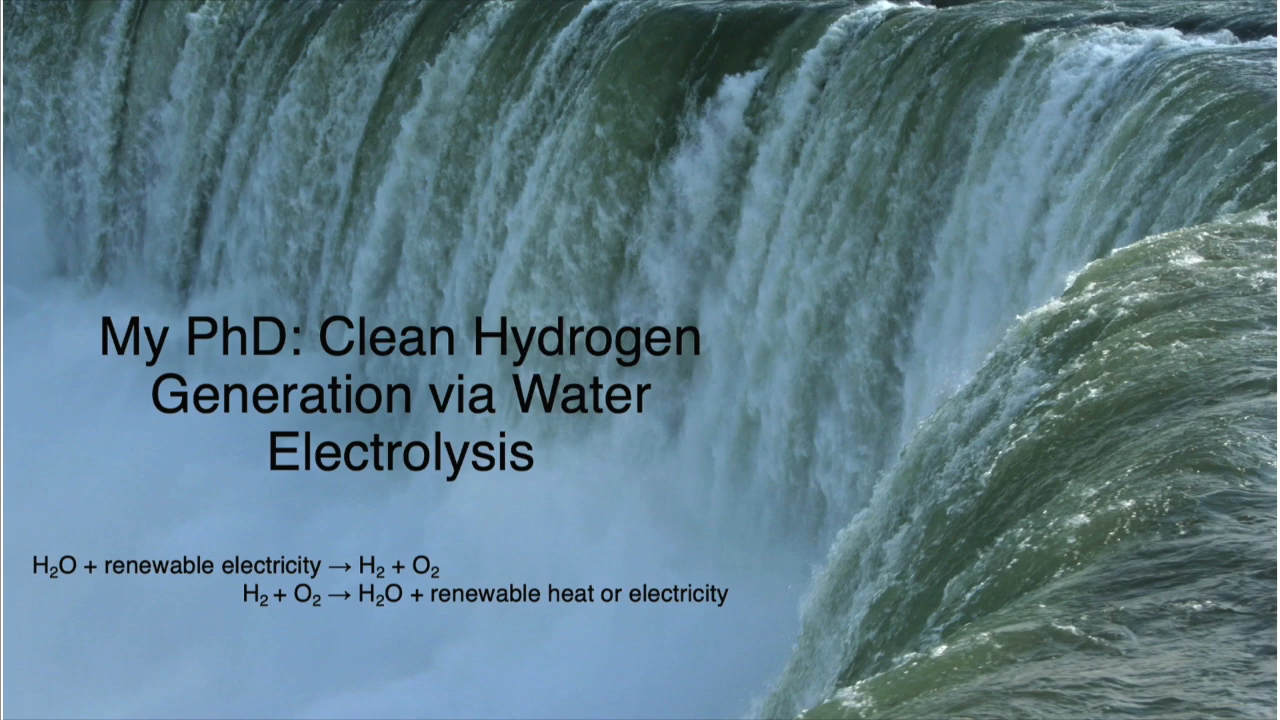 My PhD: Clean Hydrogen
Generation via Water
Electrolysis
H₂O + renewable electricity → H₂ + O₂
H₂ + O₂ → H₂O + renewable heat or electricity